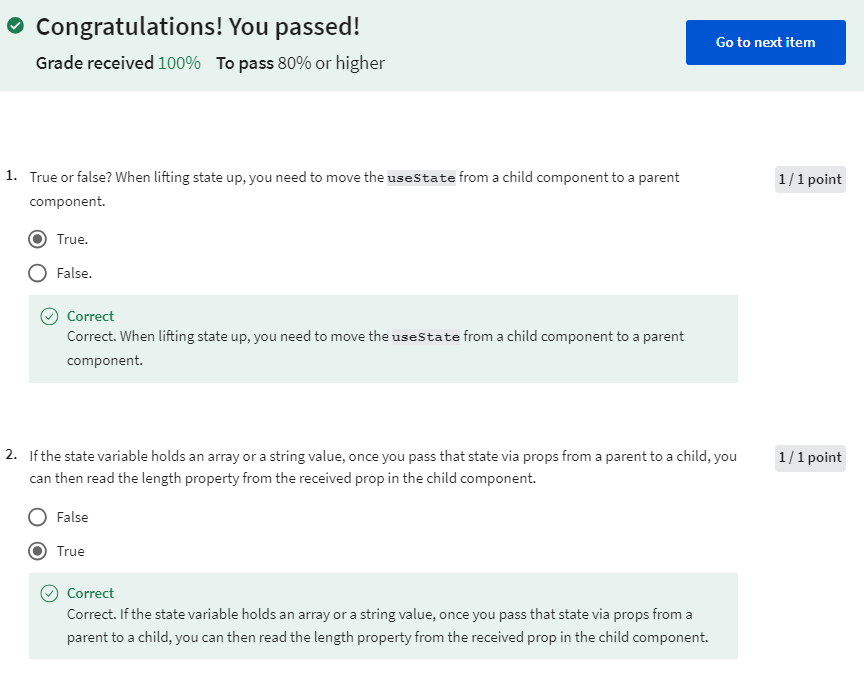 Congratulations! You passed!
Go to next item
Grade received 100% To pass 80% or higher
1. True or false? When lifting state up, you need to move the useState from a child component to a parent
component.
1 / 1 point
True.
False.
Correct
Correct. When lifting state up, you need to move the useState from a child component to a parent
component.
2. If the state variable holds an array or a string value, once you pass that state via props from a parent to a child, you
can then read the length property from the received prop in the child component.
1 / 1 point
False
True
Correct
Correct. If the state variable holds an array or a string value, once you pass that state via props from a
parent to a child, you can then read the length property from the received prop in the child component.